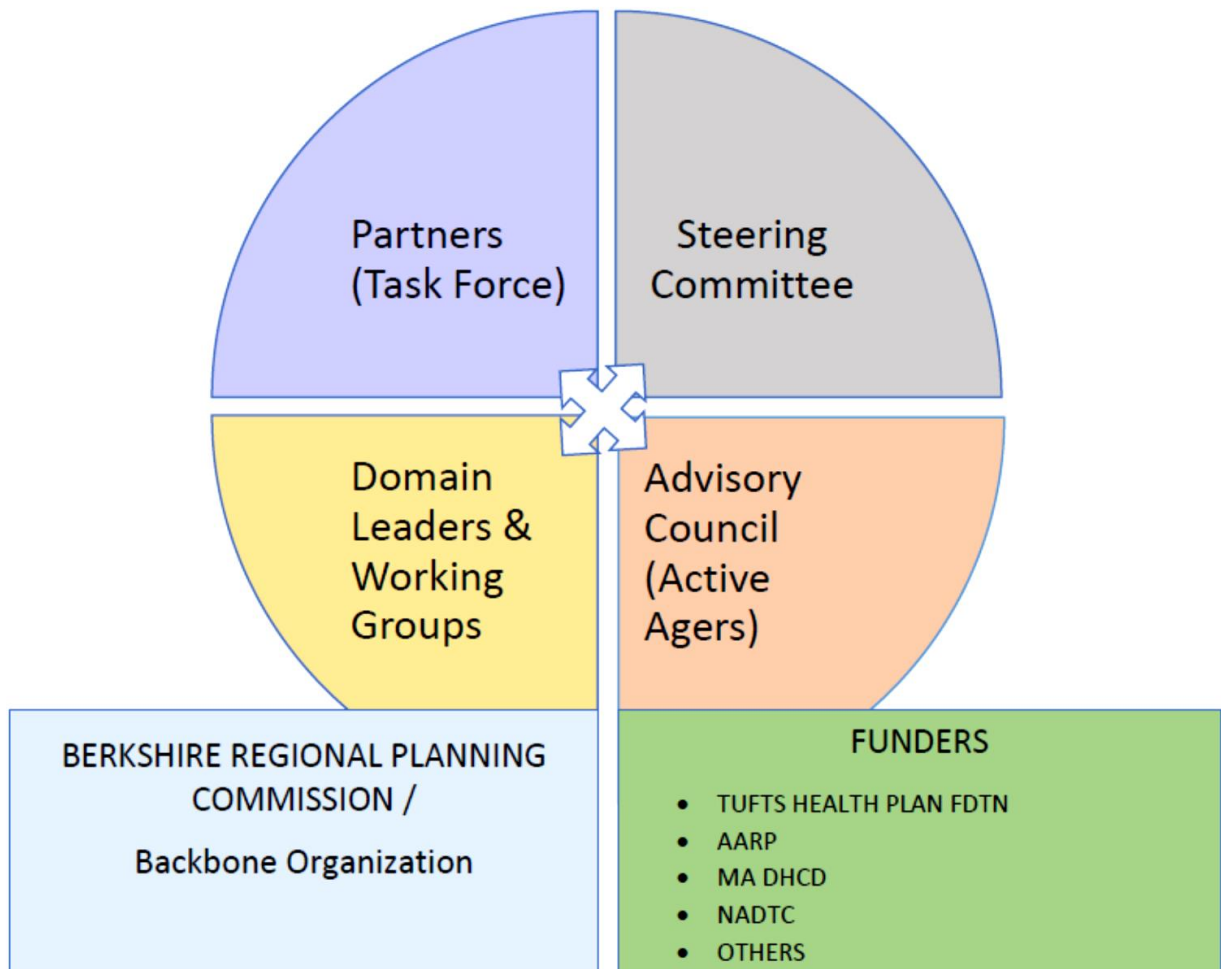 Partners
(Task Force)
Steering
Committee
Domain
Leaders &
Working
Groups
Advisory
Council
(Active
Agers)
BERKSHIRE REGIONAL PLANNING
COMMISSION /
Backbone Organization
FUNDERS
• TUFTS HEALTH PLAN FDTN
• AARP
• MA DHCD
• NADTC
• OTHERS